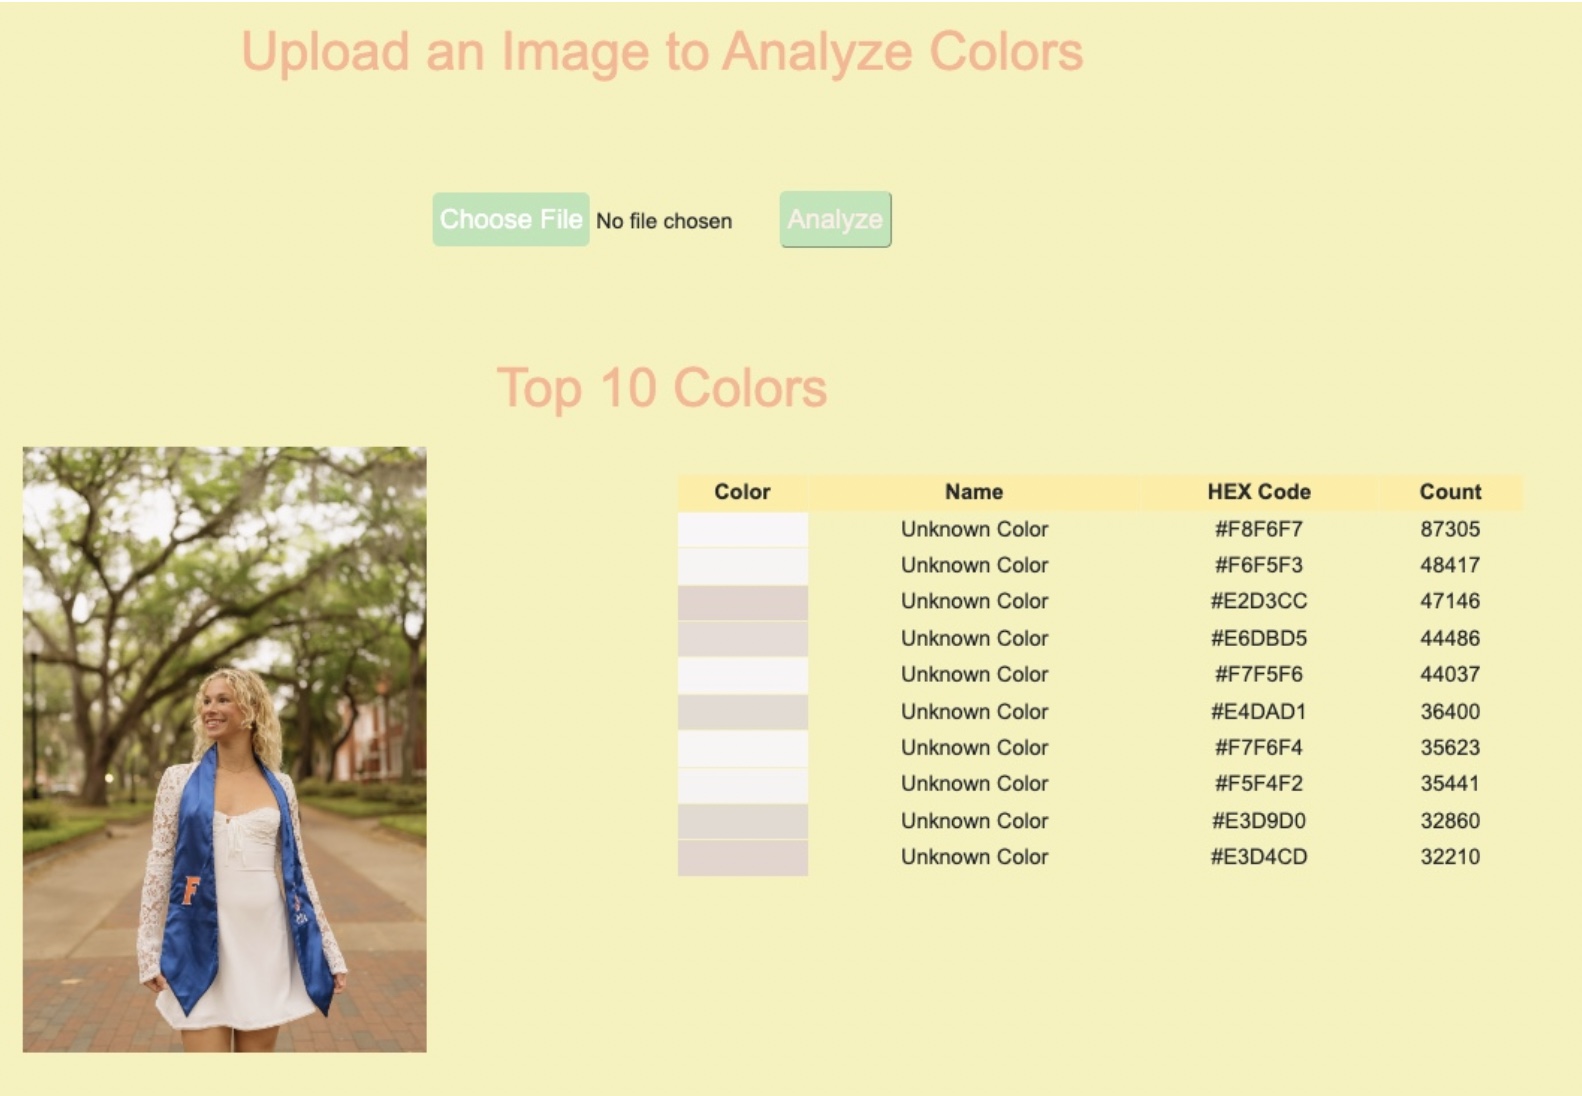 Upload an Image to Analyze Colors
Choose File No file chosen Analyze
Top 10 Colors
Color Name HEX Code Count
Unknown Color #F8F6F7 87305
Unknown Color #F6F5F3 48417
Unknown Color #E2D3CC 47146
Unknown Color #E6DBD5 44486
Unknown Color #F7F5F6 44037
Unknown Color #E4DAD1 36400
Unknown Color #F7F6F4 35623
Unknown Color #F5F4F2 35441
Unknown Color #E3D9D0 32860
Unknown Color #E3D4CD 32210
F